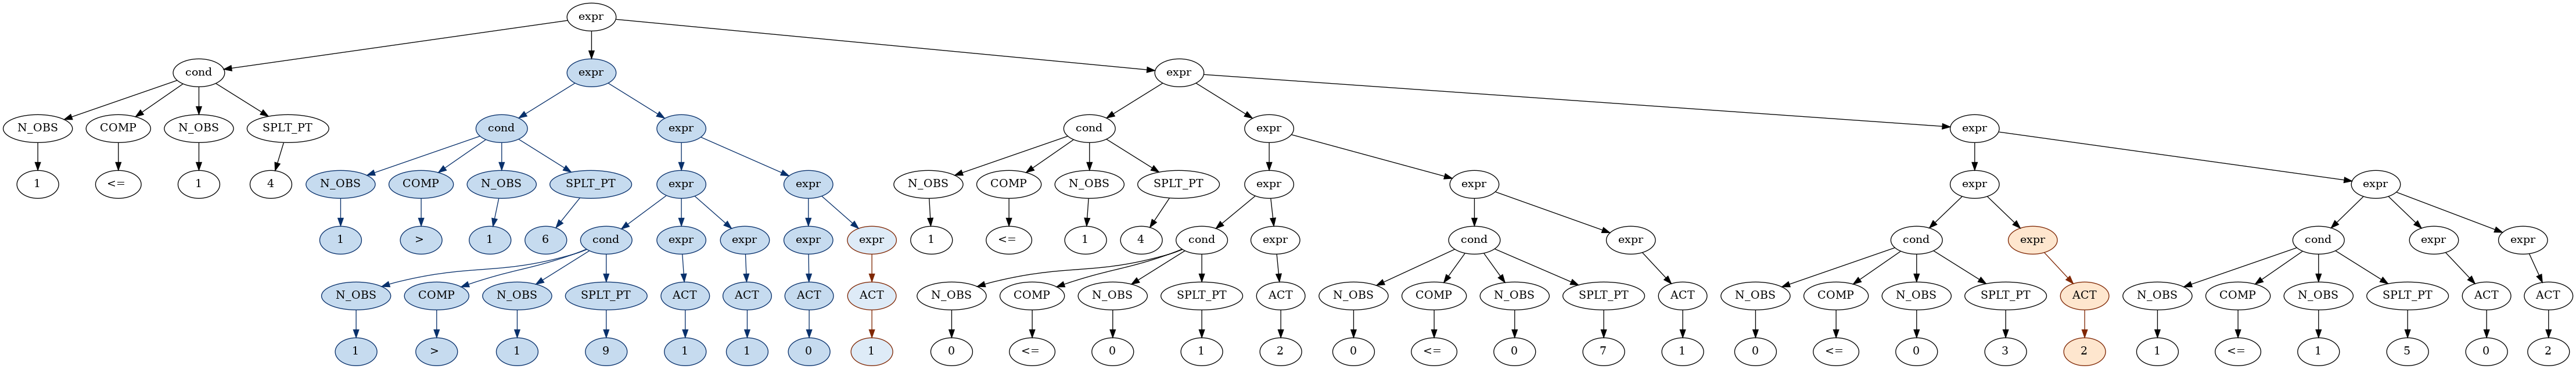 expr
cond expr expr
N_OBS COMP N_OBS SPLT_PT cond expr cond expr expr
1 <= 1 4 N_OBS COMP N_OBS SPLT_PT expr expr N_OBS COMP N_OBS SPLT_PT expr expr expr expr
1 > 1 6 cond expr expr expr expr 1 <= 1 4 cond expr cond expr cond expr cond expr expr
N_OBS COMP N_OBS SPLT_PT ACT ACT ACT ACT N_OBS COMP N_OBS SPLT_PT ACT N_OBS COMP N_OBS SPLT_PT ACT N_OBS COMP N_OBS SPLT_PT ACT N_OBS COMP N_OBS SPLT_PT ACT ACT
1 > 1 9 1 1 0 1 0 <= 0 1 2 0 <= 0 7 1 0 <= 0 3 2 1 <= 1 5 0 2